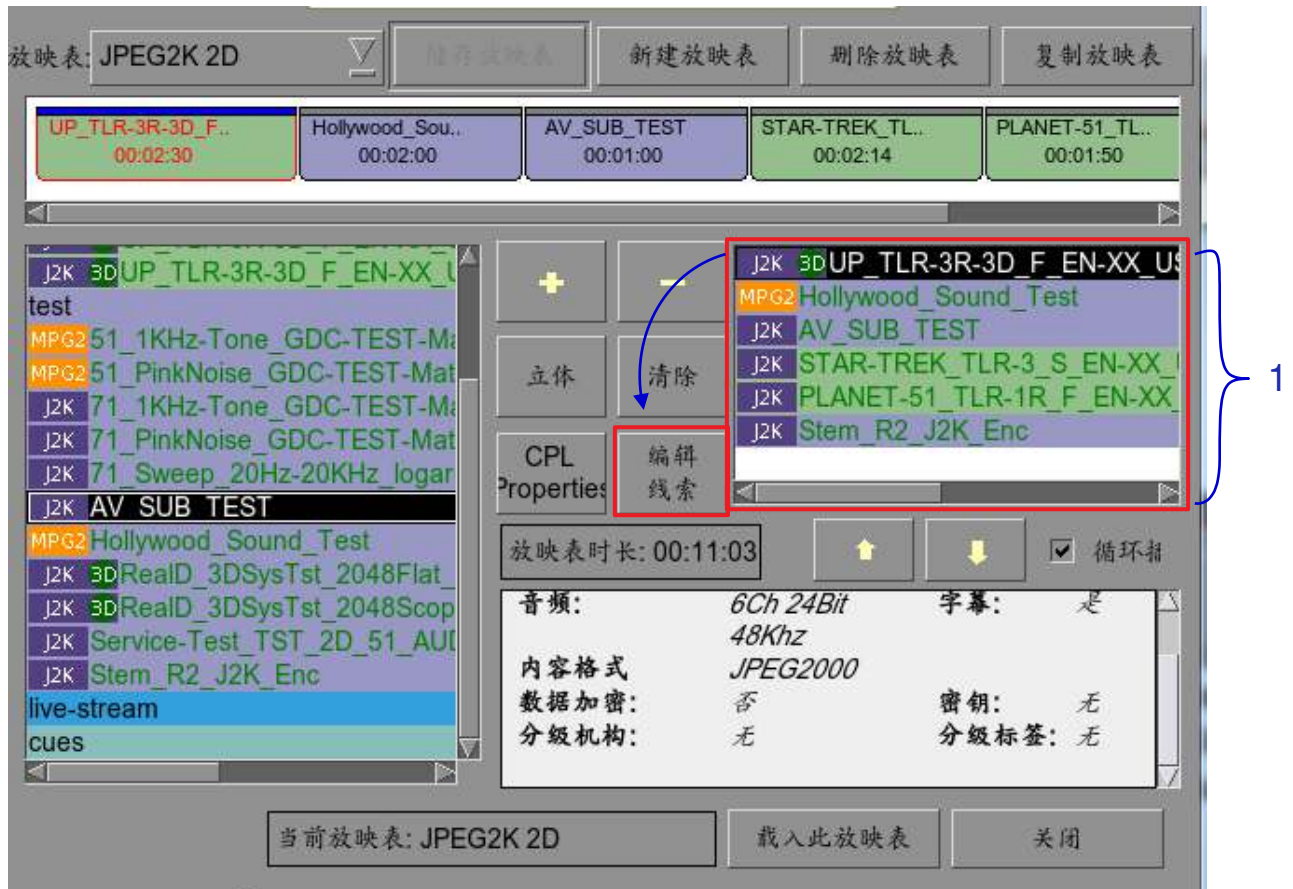 放映表: JPEG2K 2D
储存放映表
新建放映表
删除放映表
复制放映表
UP_TLR-3R-3D_F..
00:02:30
Hollywood_Sou..
00:02:00
AV_SUB_TEST
00:01:00
STAR-TREK_TL..
00:02:14
PLANET-51_TL..
00:01:50
J2K 3D UP_TLR-3R-3D_F_EN-XX_U
test
MPG2 51_1KHz-Tone_GDC-TEST-Ma
MPG2 51_PinkNoise_GDC-TEST-Mat
J2K 71_1KHz-Tone_GDC-TEST-Ma
J2K 71_PinkNoise_GDC-TEST-Mat
J2K 71_Sweep_20Hz-20KHz_logar
J2K AV_SUB_TEST
MPG2 Hollywood_Sound_Test
J2K 3D RealD_3DSysTst_2048Flat_
J2K 3D RealD_3DSysTst_2048Scop
J2K Service-Test_TST_2D_51_AUD
J2K Stem_R2_J2K_Enc
live-stream
cues
+
-
立体
清除
CPL
Properties
编辑
线索
J2K 3D UP_TLR-3R-3D_F_EN-XX_US
MPG2 Hollywood_Sound_Test
J2K AV_SUB_TEST
J2K STAR-TREK_TLR-3_S_EN-XX_U
J2K PLANET-51_TLR-1R_F_EN-XX_
J2K Stem_R2_J2K_Enc
1
放映表时长: 00:11:03
循环
音频: 6Ch 24Bit 字幕: 是
48Khz
内容格式 JPEG2000
数据加密: 否 密钥: 无
分级机构: 无 分级标签: 无
当前放映表: JPEG2K 2D
载入此放映表
关闭